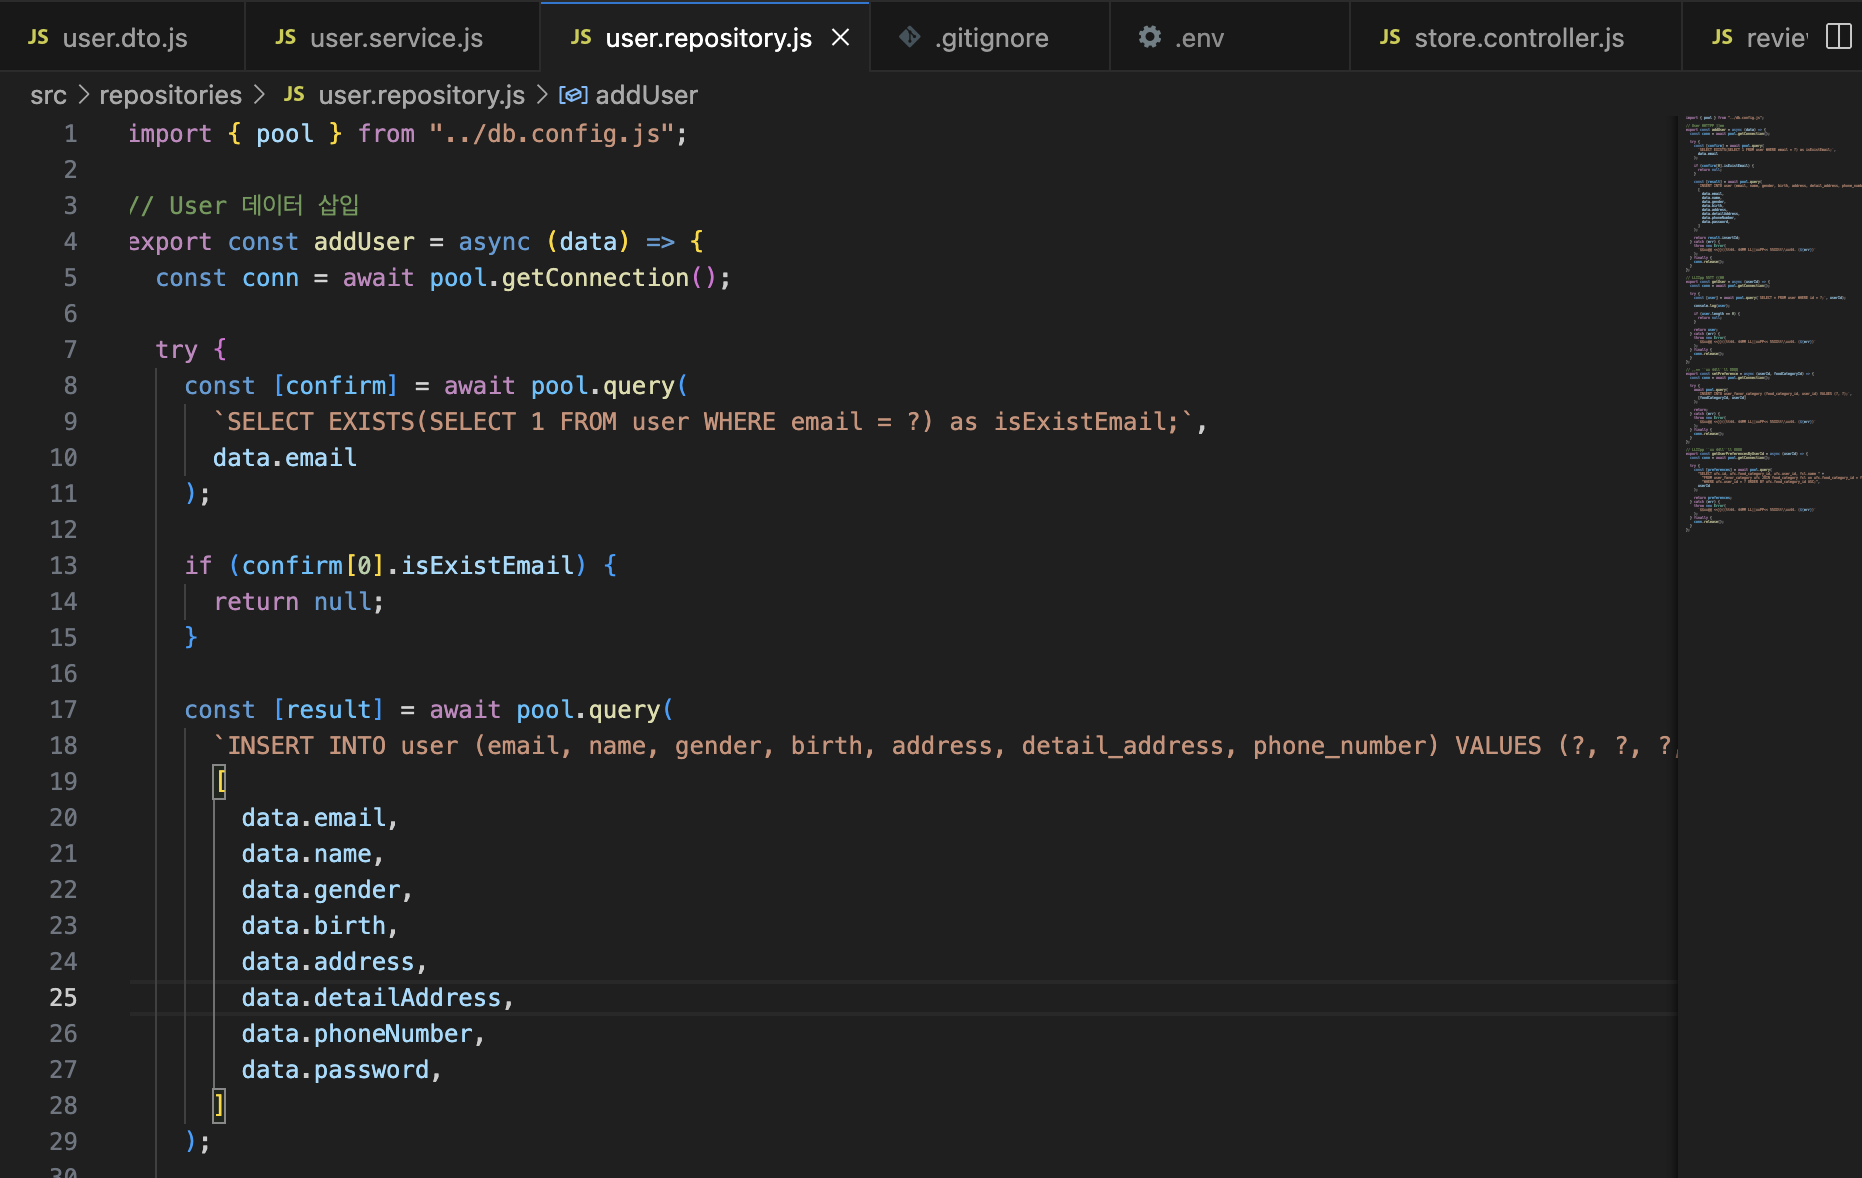 JS user.dto.js JS user.service.js JS user.repository.js .gitignore .env JS store.controller.js JS revie
src > repositories > JS user.repository.js > addUser
1 import { pool } from "../db.config.js";
2
3 // User 데이터 삽입
4 export const addUser = async (data) => {
5 const conn = await pool.getConnection();
6
7 try {
8 const [confirm] = await pool.query(
9 `SELECT EXISTS(SELECT 1 FROM user WHERE email = ?) as isExistEmail;`,
10 data.email
11 );
12
13 if (confirm[0].isExistEmail) {
14 return null;
15 }
16
17 const [result] = await pool.query(
18 `INSERT INTO user (email, name, gender, birth, address, detail_address, phone_number) VALUES (?, ?, ?,
19 [
20 data.email,
21 data.name,
22 data.gender,
23 data.birth,
24 data.address,
25 data.detailAddress,
26 data.phoneNumber,
27 data.password,
28 ]
29 );
30